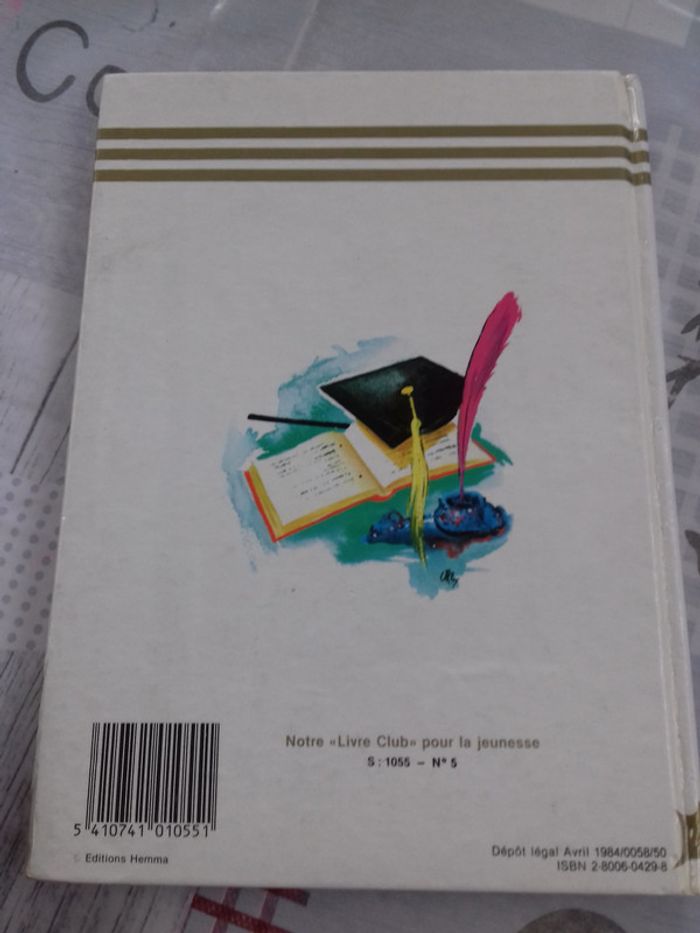 Co
Notre «Livre Club» pour la jeunesse
S : 1055 – N° 5
5 410741 010551
© Editions Hemma
Dépôt légal Avril 1984/0058/50
ISBN 2-8006-0429-8